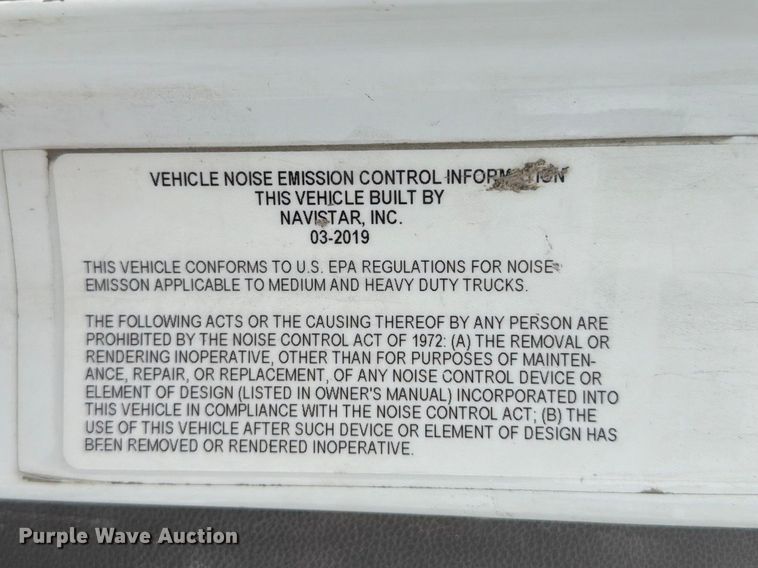 VEHICLE NOISE EMISSION CONTROL INFORMATION
THIS VEHICLE BUILT BY
NAVISTAR, INC.
03-2019
THIS VEHICLE CONFORMS TO U.S. EPA REGULATIONS FOR NOISE
EMISSON APPLICABLE TO MEDIUM AND HEAVY DUTY TRUCKS.
THE FOLLOWING ACTS OR THE CAUSING THEREOF BY ANY PERSON ARE
PROHIBITED BY THE NOISE CONTROL ACT OF 1972: (A) THE REMOVAL OR
RENDERING INOPERATIVE, OTHER THAN FOR PURPOSES OF MAINTEN-
ANCE, REPAIR, OR REPLACEMENT, OF ANY NOISE CONTROL DEVICE OR
ELEMENT OF DESIGN (LISTED IN OWNER'S MANUAL) INCORPORATED INTO
THIS VEHICLE IN COMPLIANCE WITH THE NOISE CONTROL ACT; (B) THE
USE OF THIS VEHICLE AFTER SUCH DEVICE OR ELEMENT OF DESIGN HAS
BEEN REMOVED OR RENDERED INOPERATIVE.
Purple Wave Auction